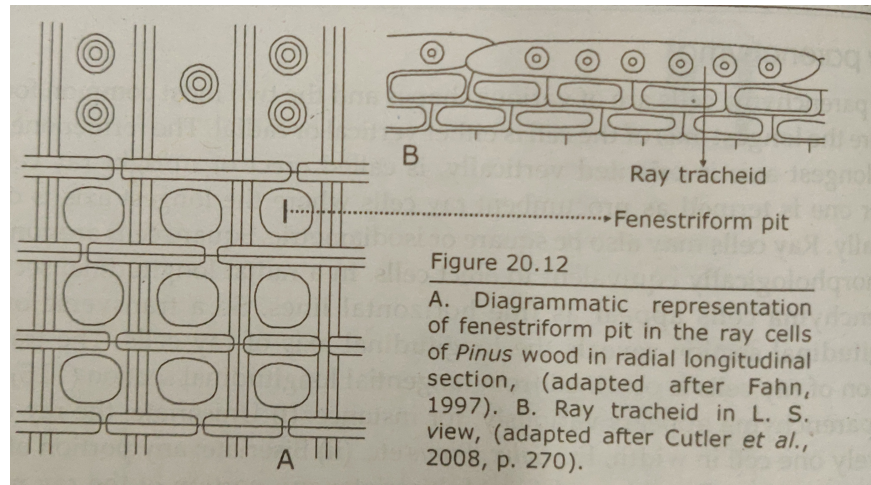 B
Ray tracheid
Fenestriform pit
A
Figure 20.12
A. Diagrammatic representation
of fenestriform pit in the ray cells
of Pinus wood in radial longitudinal
section, (adapted after Fahn,
1997). B. Ray tracheid in L. S.
view, (adapted after Cutler et al.,
2008, p. 270).